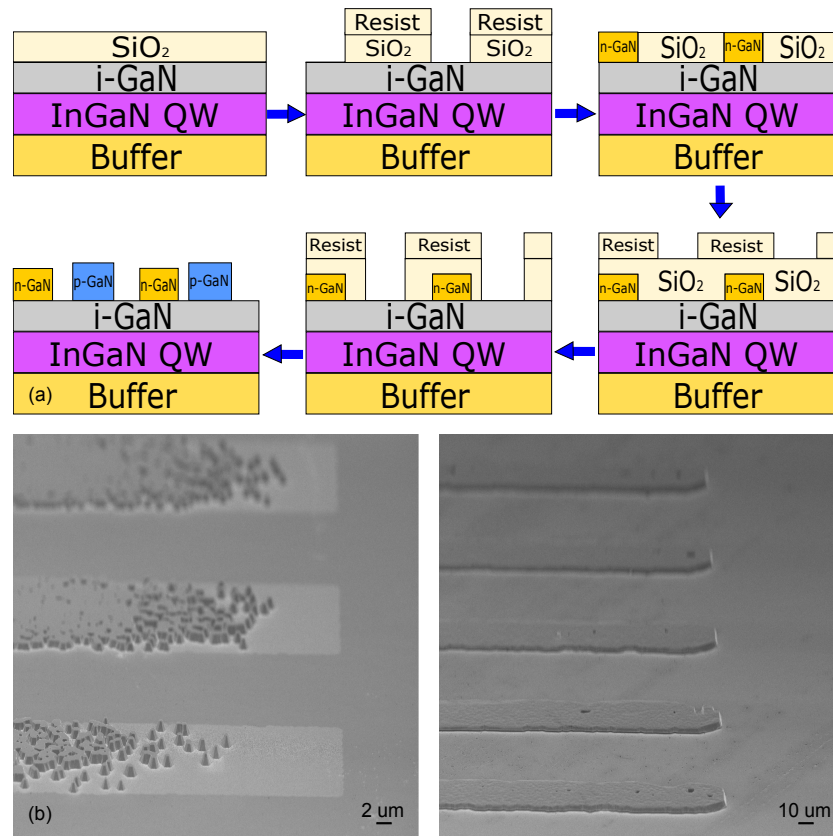 SiO₂
i-GaN
InGaN QW
Buffer
Resist
Resist
SiO₂
SiO₂
i-GaN
InGaN QW
Buffer
n-GaN
SiO₂
n-GaN
SiO₂
i-GaN
InGaN QW
Buffer
n-GaN
p-GaN
n-GaN
p-GaN
i-GaN
InGaN QW
(a)
Buffer
Resist
Resist
n-GaN
n-GaN
i-GaN
InGaN QW
Buffer
Resist
Resist
n-GaN
SiO₂
n-GaN
SiO₂
i-GaN
InGaN QW
Buffer
(b)
2 um
10 um